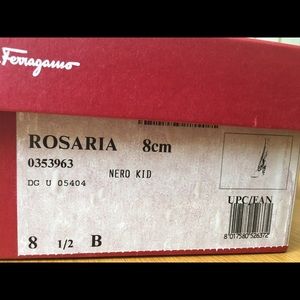 Ferragamo
ROSARIA 8cm
0353963
NERO KID
DG U 05404
UPC/EAN
8 1/2 B